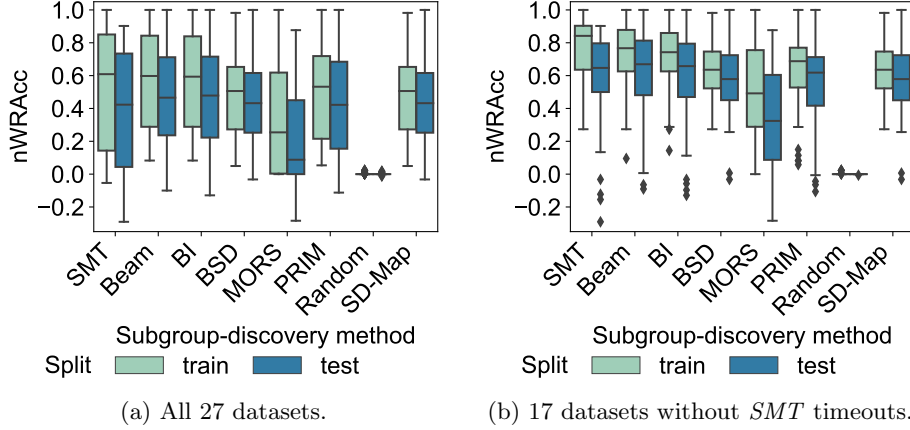 1.0
0.8
0.6
0.4
0.2
0.0
−0.2
nWRAcc
SMT
Beam
BI
BSD
MORS
PRIM
Random
SD-Map
Subgroup-discovery method
Split train test
(a) All 27 datasets.
1.0
0.8
0.6
0.4
0.2
0.0
−0.2
nWRAcc
SMT
Beam
BI
BSD
MORS
PRIM
Random
SD-Map
Subgroup-discovery method
Split train test
(b) 17 datasets without SMT timeouts.